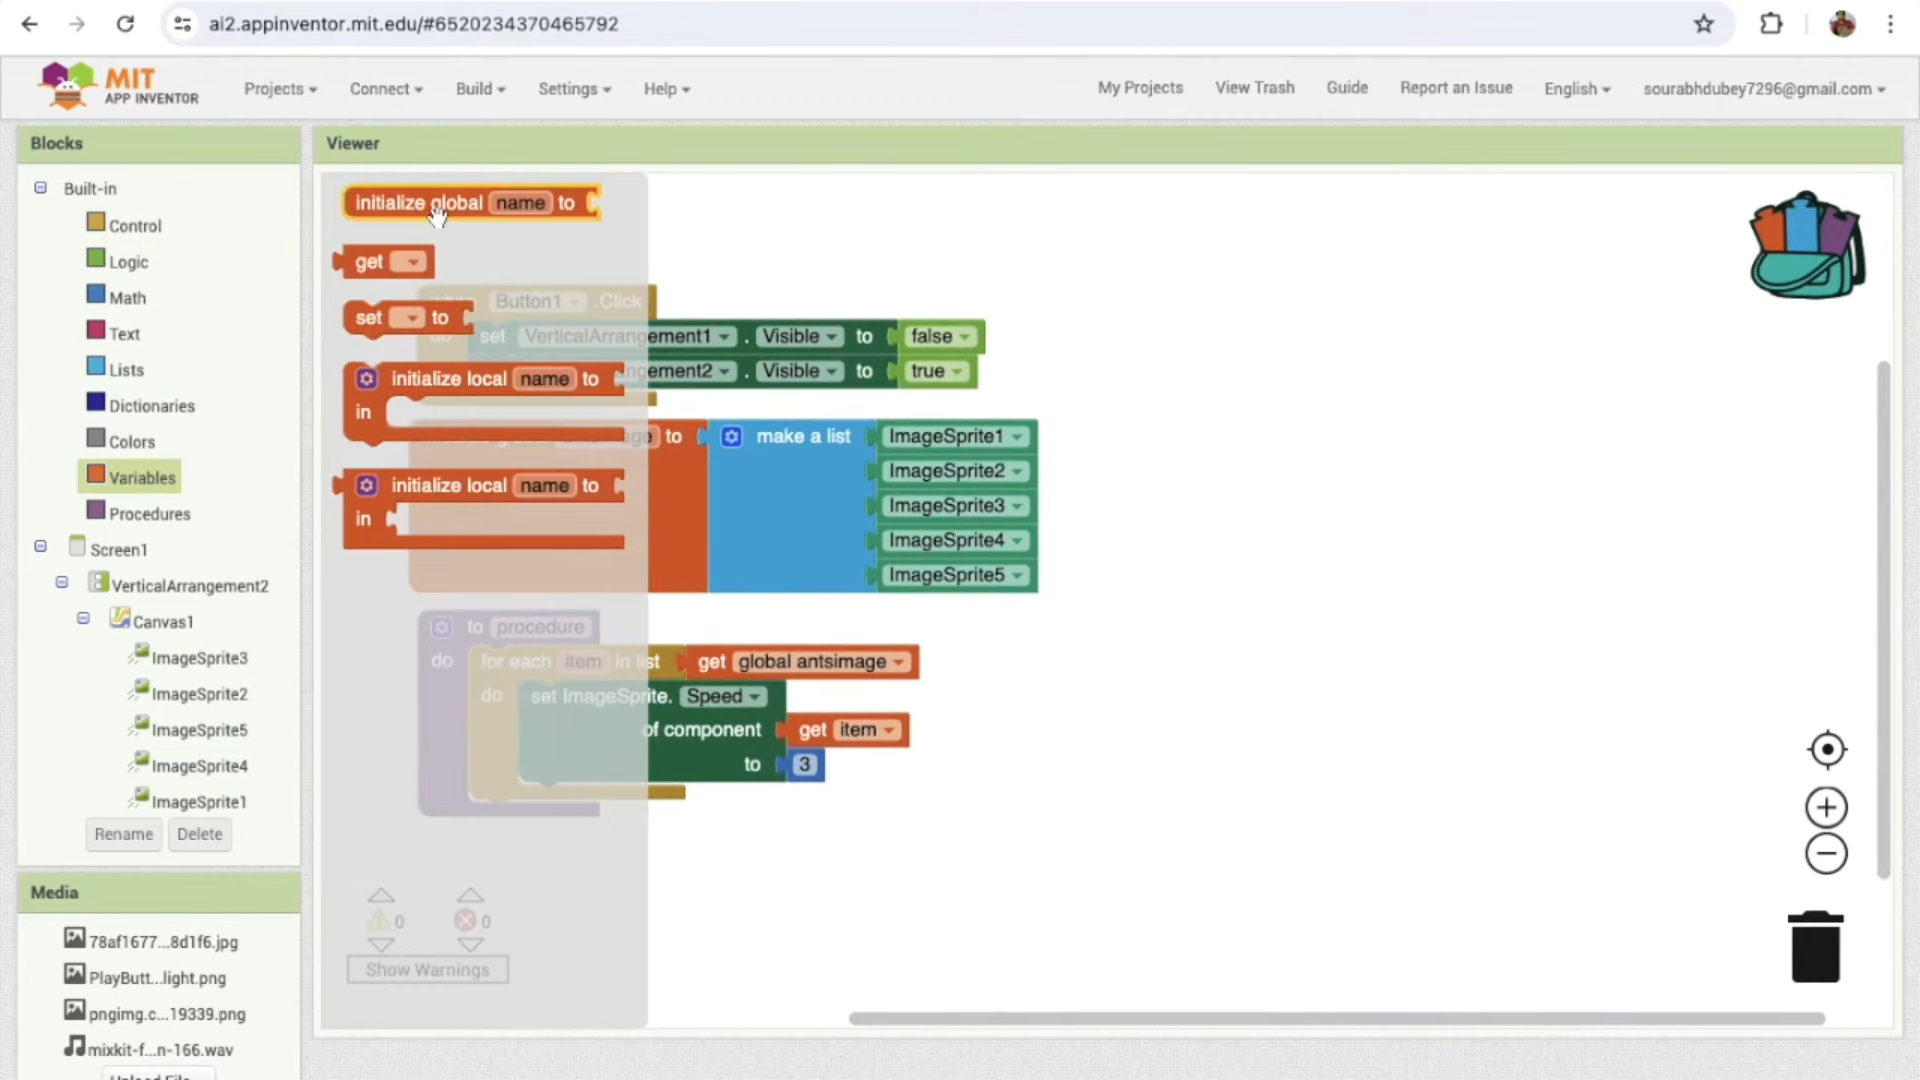 ai2.appinventor.mit.edu/#6520234370465792
MIT
APP INVENTOR
Projects
Connect
Build
Settings
Help
My Projects
View Trash
Guide
Report an Issue
English
sourabhdubey7296@gmail.com
Blocks
Viewer
Built-in
Control
Logic
Math
Text
Lists
Dictionaries
Colors
Variables
Procedures
Screen1
VerticalArrangement2
Canvas1
ImageSprite3
ImageSprite2
ImageSprite5
ImageSprite4
ImageSprite1
Rename
Delete
Media
78af1677...8d1f6.jpg
PlayButt...light.png
pngimg.c...19339.png
mixkit-f...n-166.wav
initialize global name to
get
set to
initialize local name to
in
initialize local name to
in
Button1 .Click
do set VerticalArrangement1 . Visible to false
ngement2 . Visible to true
to make a list ImageSprite1
ImageSprite2
ImageSprite3
ImageSprite4
ImageSprite5
to procedure
do for each item in list get global antsimage
do set ImageSprite. Speed
of component get item
to 3
0 0
Show Warnings